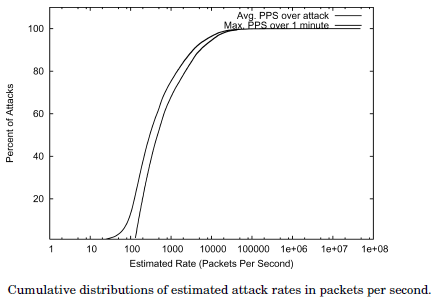 Avg. PPS over attack
Max. PPS over 1 minute
100
80
60
40
20
Percent of Attacks
1 10 100 1000 10000 100000 1e+06 1e+07 1e+08
Estimated Rate (Packets Per Second)
Cumulative distributions of estimated attack rates in packets per second.